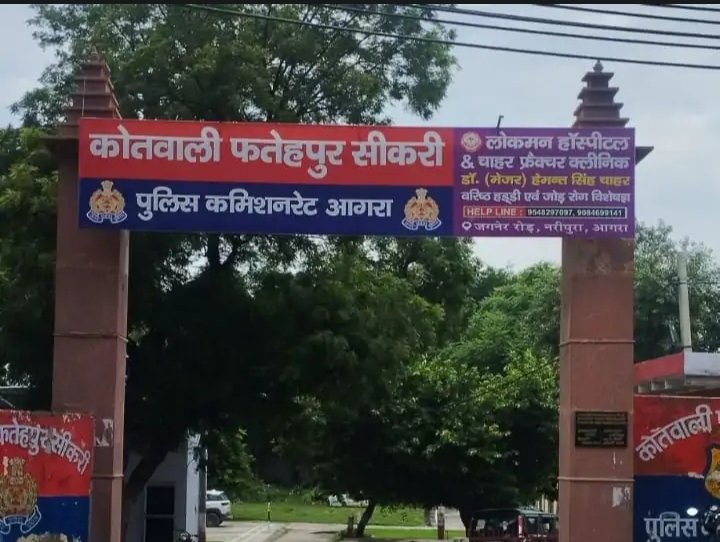 कोतवाली फतेहपुर सीकरी
पुलिस कमिशनरेट आगरा
लोकमन हॉस्पीटल
& चाहर फ्रेक्चर क्लीनिक
डॉ. (मेजर) हेमन्त सिंह चाहर
वरिष्ठ हड्डी एवं जोड़ रोग विशेषज्ञ
HELP LINE : 9548297097, 9084699141
जगनेर रोड़, नरीपुरा, आगरा
फतेहपुर सीकरी
कोतवाली
पुलिस